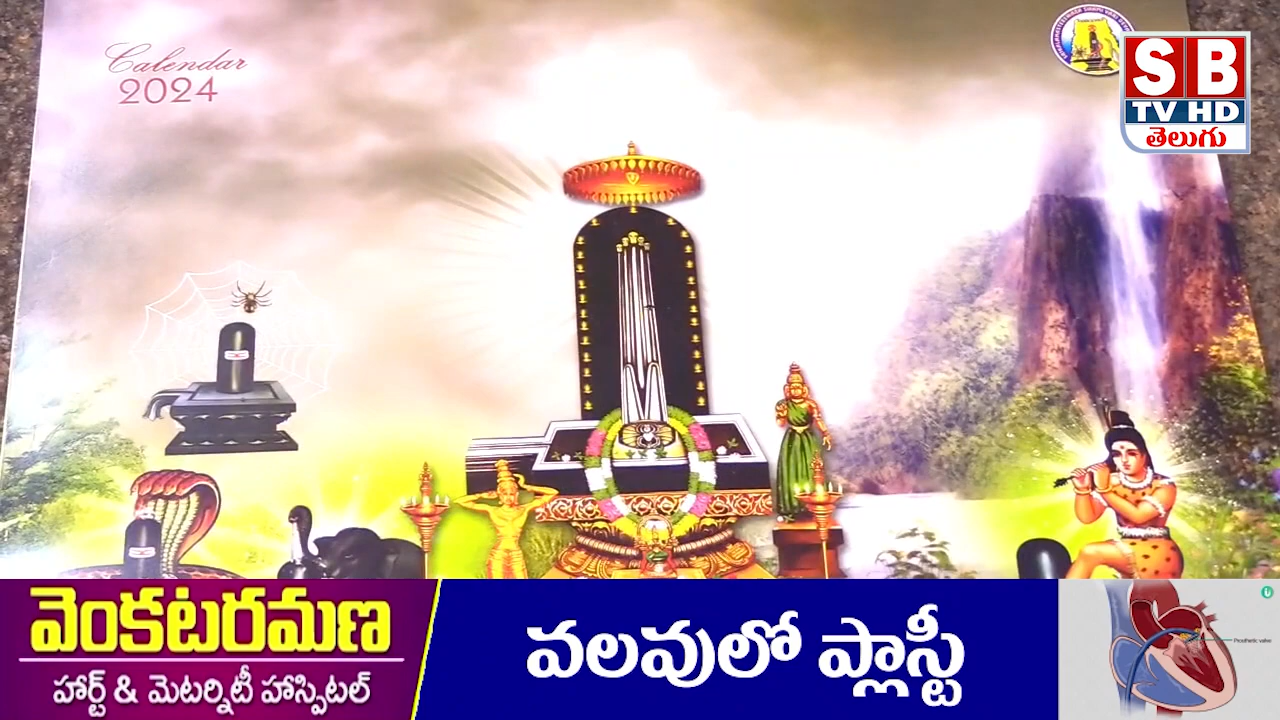 Calendar
2024
SB
TV HD
తెలుగు
వెంకటరమణ
హార్ట్ & మెటర్నిటీ హాస్పిటల్
వలవులో ప్లాస్టీ
Prosthetic valve